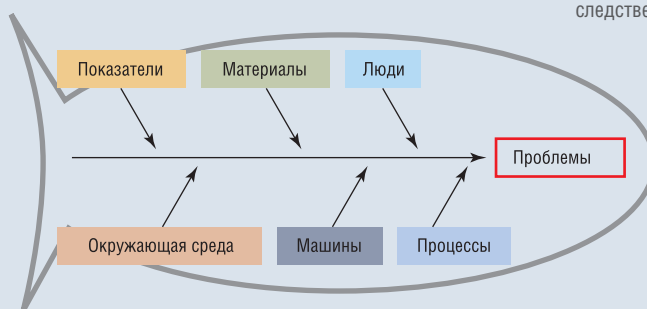 следстве
Показатели
Материалы
Люди
Проблемы
Окружающая среда
Машины
Процессы